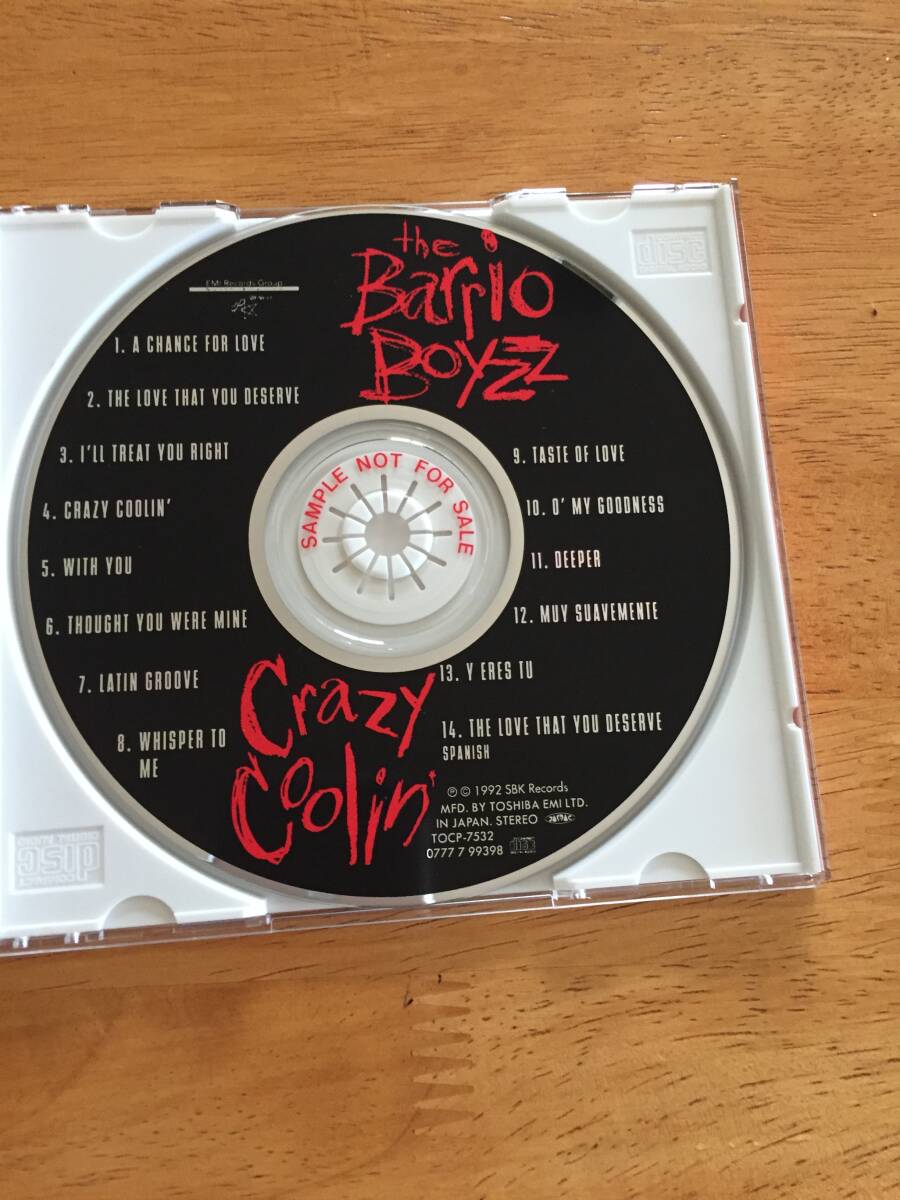 the
Barrio
Boyzz
EMI Records Group
1. A CHANCE FOR LOVE
2. THE LOVE THAT YOU DESERVE
3. I'LL TREAT YOU RIGHT
4. CRAZY COOLIN'
5. WITH YOU
6. THOUGHT YOU WERE MINE
7. LATIN GROOVE
8. WHISPER TO
ME
SAMPLE NOT FOR SALE
9. TASTE OF LOVE
10. O' MY GOODNESS
11. DEEPER
12. MUY SUAVEMENTE
13. Y ERES TU
14. THE LOVE THAT YOU DESERVE
SPANISH
Crazy
Coolin'
℗ © 1992 SBK Records
MFD. BY TOSHIBA EMI LTD.
IN JAPAN. STEREO JASRAC
TOCP-7532
0777 7 99398
disc
disc